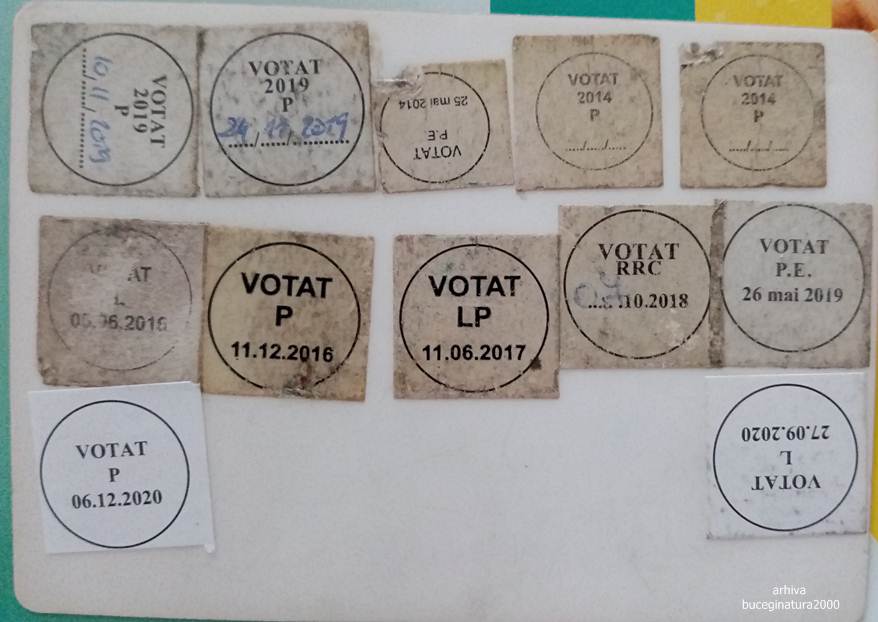 VOTAT
2019
P
10,11,2019
VOTAT
2019
P
24,11,2019
VOTAT
P.E
25 mai 2014
VOTAT
2014
P
...../...../.....
VOTAT
2014
P
...../...../.....
L
05.06.2016
VOTAT
P
11.12.2016
VOTAT
LP
11.06.2017
VOTAT
RRC
.10.2018
VOTAT
P.E.
26 mai 2019
VOTAT
P
06.12.2020
VOTAT
L
27.09.2020
arhiva
buceginatura2000